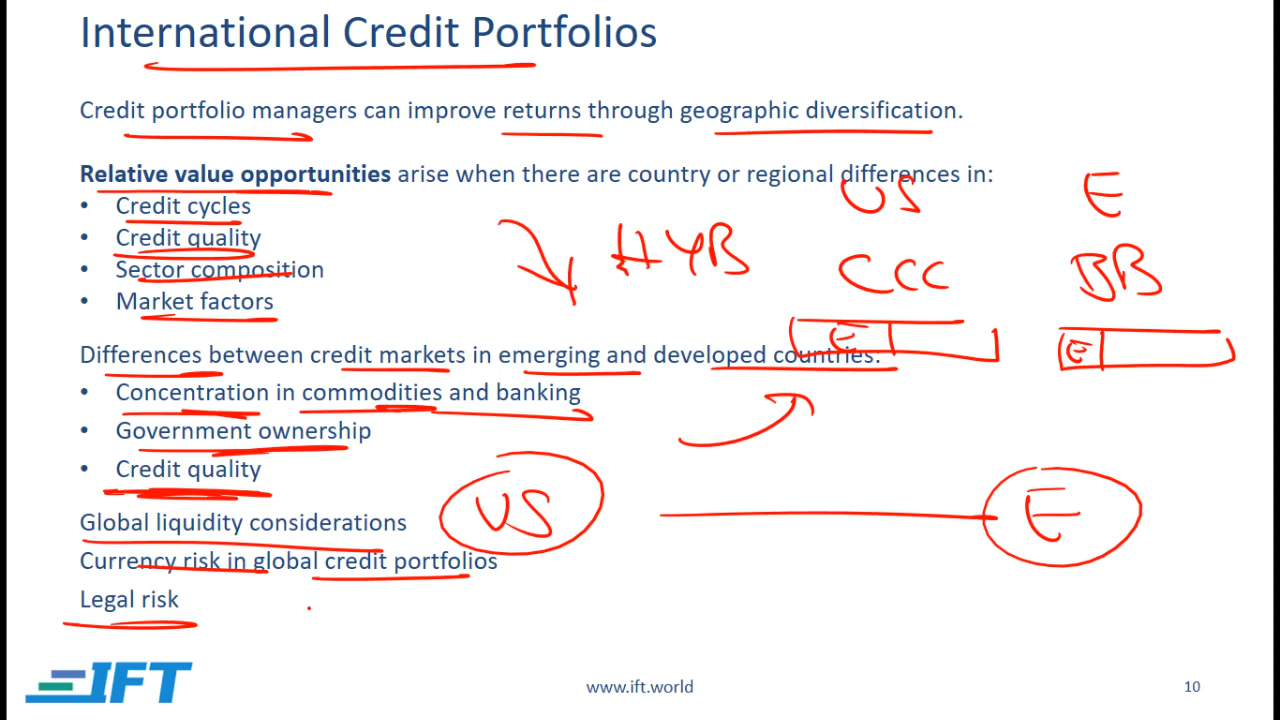 International Credit Portfolios
Credit portfolio managers can improve returns through geographic diversification.
Relative value opportunities arise when there are country or regional differences in:
• Credit cycles
• Credit quality
• Sector composition
• Market factors
US E
HYB CCC BB
E E
Differences between credit markets in emerging and developed countries:
• Concentration in commodities and banking
• Government ownership
• Credit quality
US E
Global liquidity considerations
Currency risk in global credit portfolios
Legal risk
IFT
www.ift.world
10